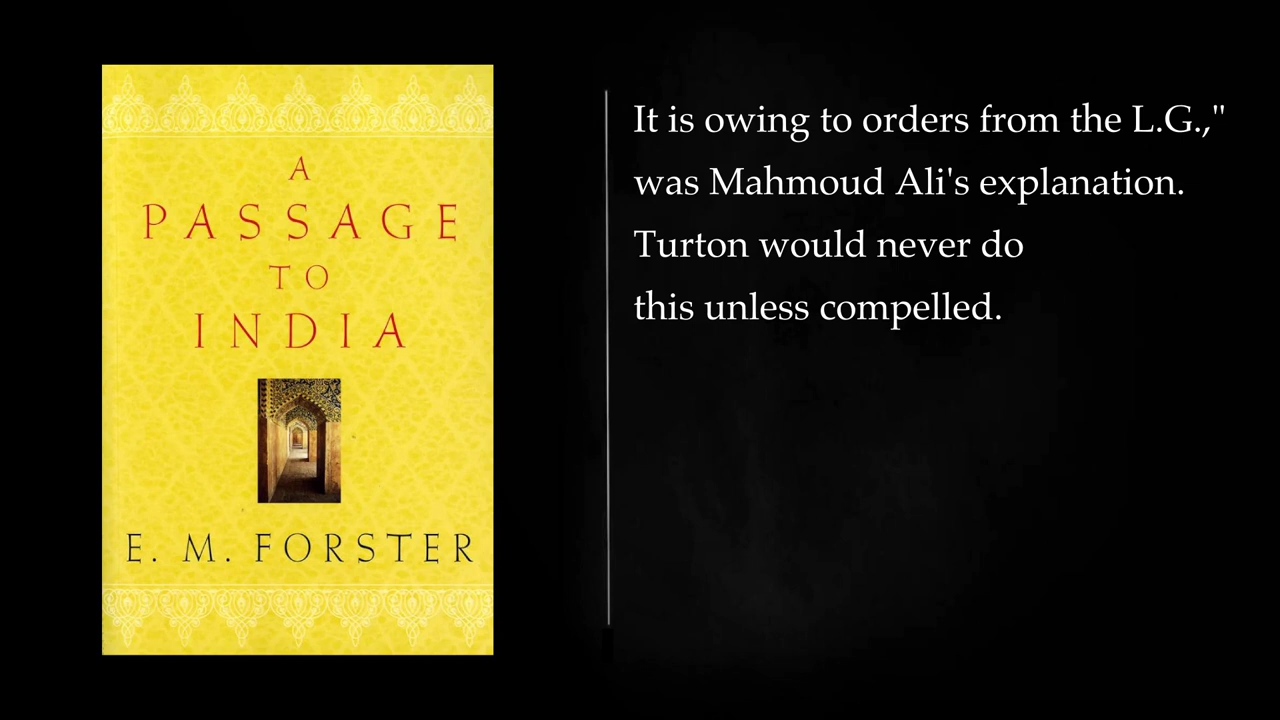 A
PASSAGE
TO
INDIA
E. M. FORSTER
It is owing to orders from the L.G.,"
was Mahmoud Ali's explanation.
Turton would never do
this unless compelled.